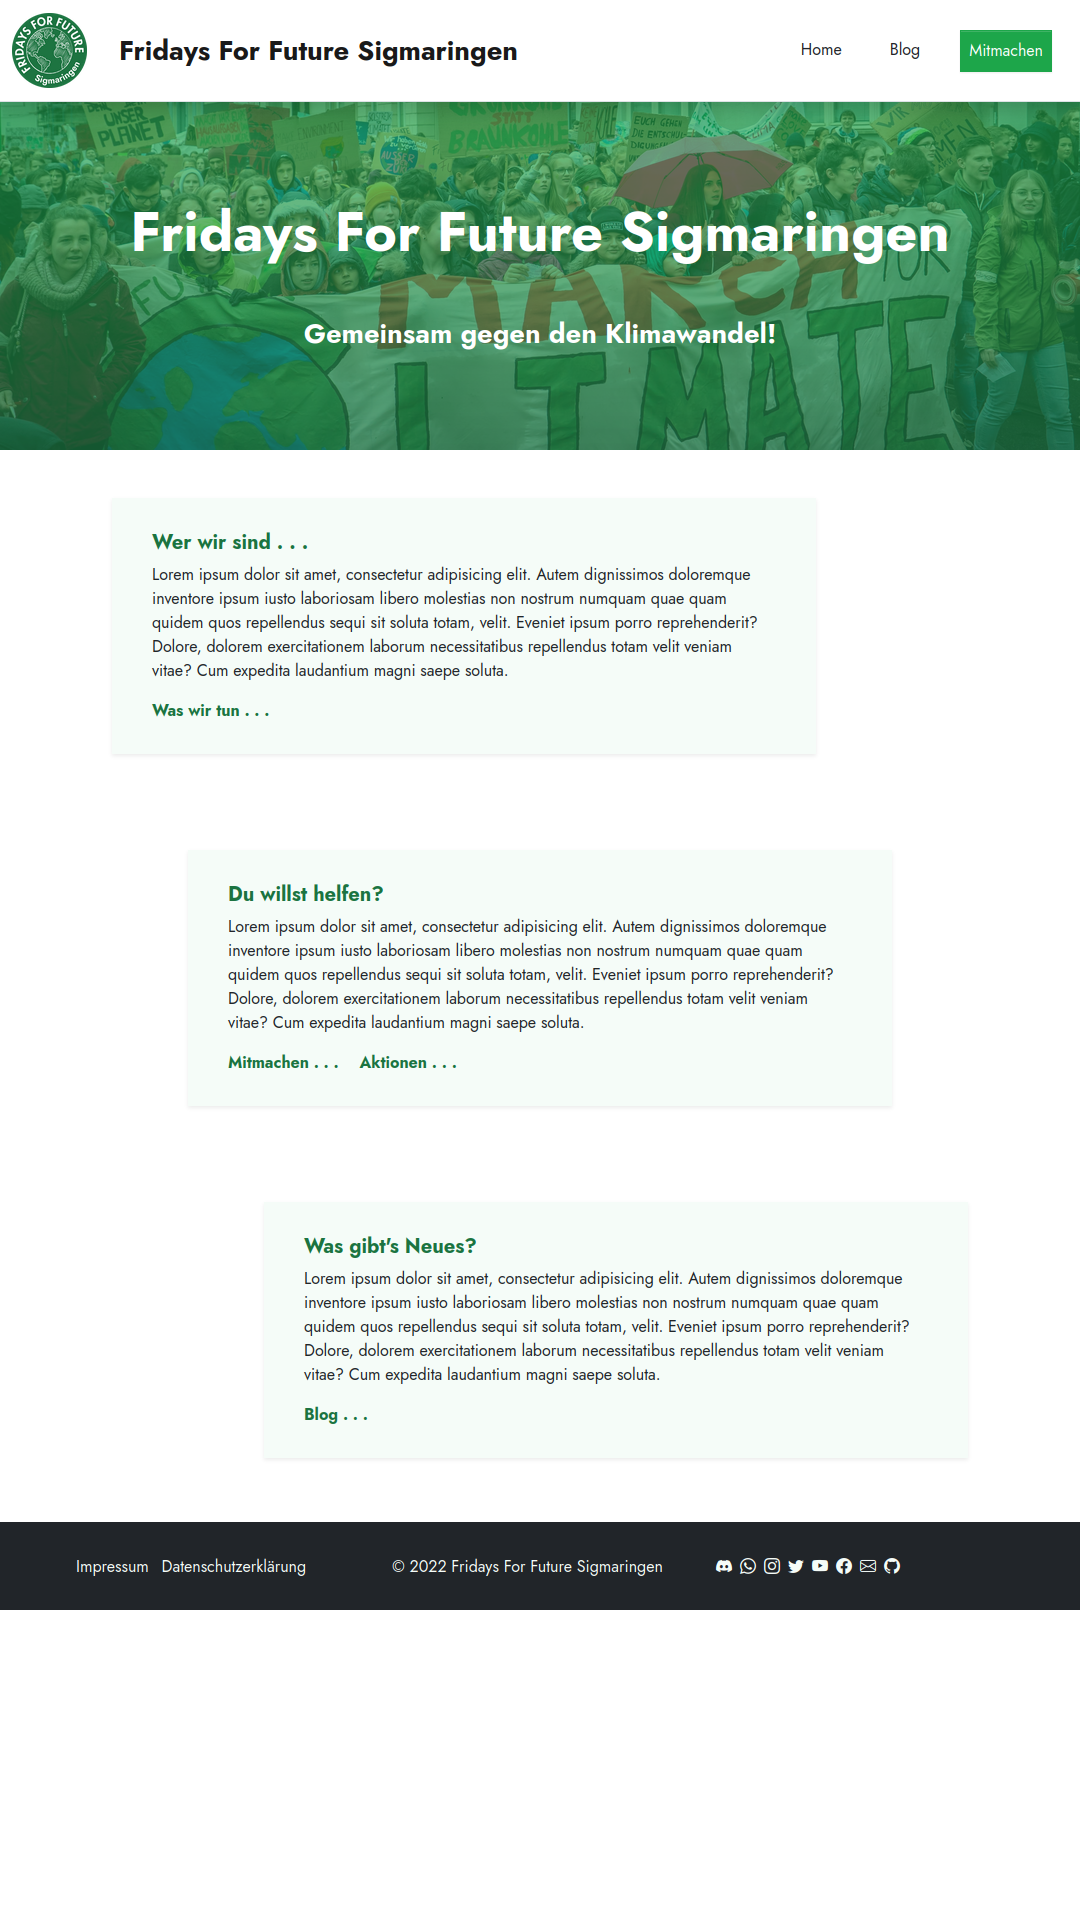 FRIDAYS FOR FUTURE
Sigmaringen
Fridays For Future Sigmaringen
Home
Blog
Mitmachen
UNSER
PLANET
STATT
BRAUNKOHLE
EUCH GEHEN
DIE ENTSCHUL
DIGUNGEN
Fridays For Future Sigmaringen
FOR
FU
MARCH
Gemeinsam gegen den Klimawandel!
CLIMATE
Wer wir sind . . .
Lorem ipsum dolor sit amet, consectetur adipisicing elit. Autem dignissimos doloremque
inventore ipsum iusto laboriosam libero molestias non nostrum numquam quae quam
quidem quos repellendus sequi sit soluta totam, velit. Eveniet ipsum porro reprehenderit?
Dolore, dolorem exercitationem laborum necessitatibus repellendus totam velit veniam
vitae? Cum expedita laudantium magni saepe soluta.
Was wir tun . . .
Du willst helfen?
Lorem ipsum dolor sit amet, consectetur adipisicing elit. Autem dignissimos doloremque
inventore ipsum iusto laboriosam libero molestias non nostrum numquam quae quam
quidem quos repellendus sequi sit soluta totam, velit. Eveniet ipsum porro reprehenderit?
Dolore, dolorem exercitationem laborum necessitatibus repellendus totam velit veniam
vitae? Cum expedita laudantium magni saepe soluta.
Mitmachen . . . Aktionen . . .
Was gibt's Neues?
Lorem ipsum dolor sit amet, consectetur adipisicing elit. Autem dignissimos doloremque
inventore ipsum iusto laboriosam libero molestias non nostrum numquam quae quam
quidem quos repellendus sequi sit soluta totam, velit. Eveniet ipsum porro reprehenderit?
Dolore, dolorem exercitationem laborum necessitatibus repellendus totam velit veniam
vitae? Cum expedita laudantium magni saepe soluta.
Blog . . .
Impressum Datenschutzerklärung
© 2022 Fridays For Future Sigmaringen